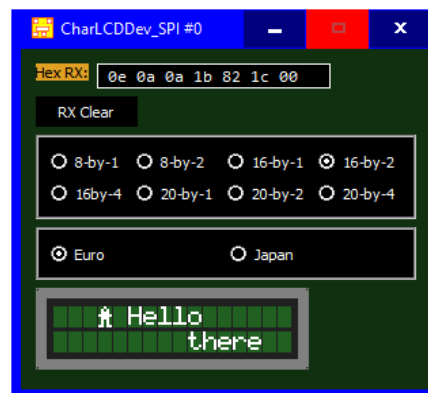 CharLCDDev_SPI #0
Hex RX: 0e 0a 0a 1b 82 1c 00
RX Clear
8-by-1 8-by-2 16-by-1 16-by-2
16by-4 20-by-1 20-by-2 20-by-4
Euro Japan
Hello
there